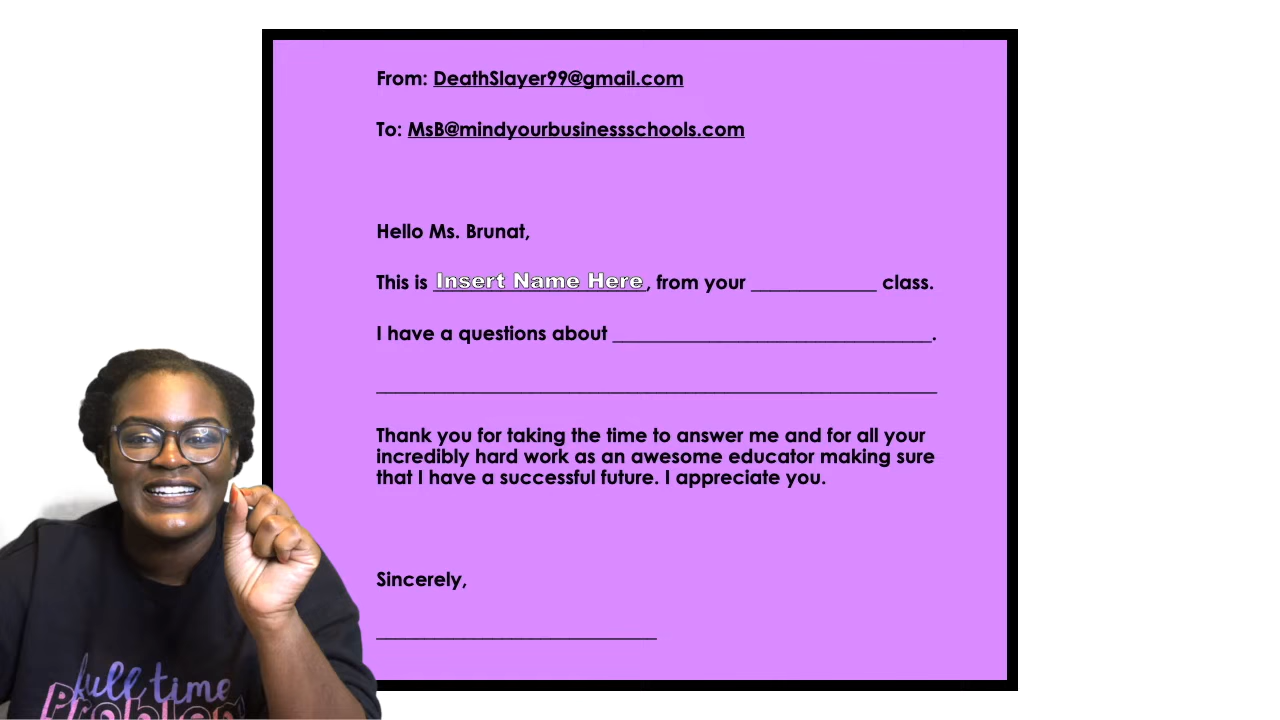 From: DeathSlayer99@gmail.com
To: MsB@mindyourbusinessschools.com
Hello Ms. Brunat,
This is Insert Name Here, from your _____________ class.
I have a questions about _________________________________.
__________________________________________________________
Thank you for taking the time to answer me and for all your
incredibly hard work as an awesome educator making sure
that I have a successful future. I appreciate you.
Sincerely,
_____________________________
full time
Problem